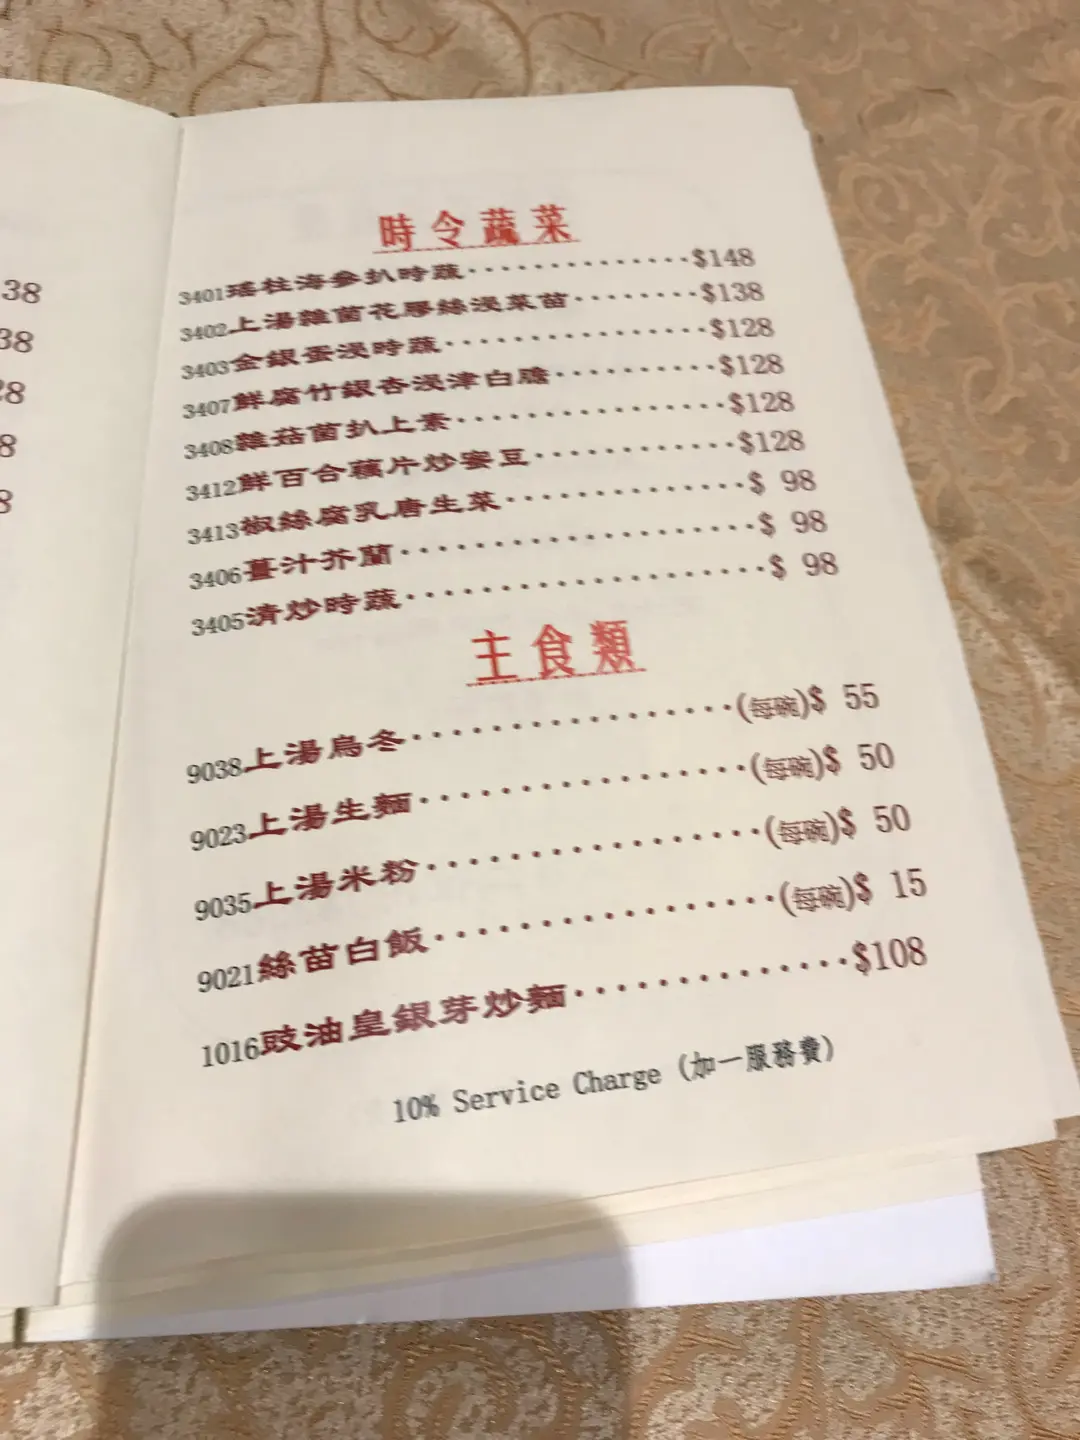 38
38
28
8
8
時令蔬菜
3401瑤柱海參扒時蔬··············$148
3402上湯雜菌花膠絲浸菜苗········$138
3403金銀蛋浸時蔬·················$128
3407鮮腐竹銀杏浸津白膽··········$128
3408雜菇菌扒上素·················$128
3412鮮百合藕片炒蜜豆············$128
3413椒絲腐乳唐生菜··············$ 98
3406薑汁芥蘭·····················$ 98
3405清炒時蔬·····················$ 98
主食類
9038上湯烏冬·················(每碗)$ 55
9023上湯生麵·················(每碗)$ 50
9035上湯米粉·················(每碗)$ 50
9021絲苗白飯·················(每碗)$ 15
1016豉油皇銀芽炒麵·············$108
10% Service Charge (加一服務費)